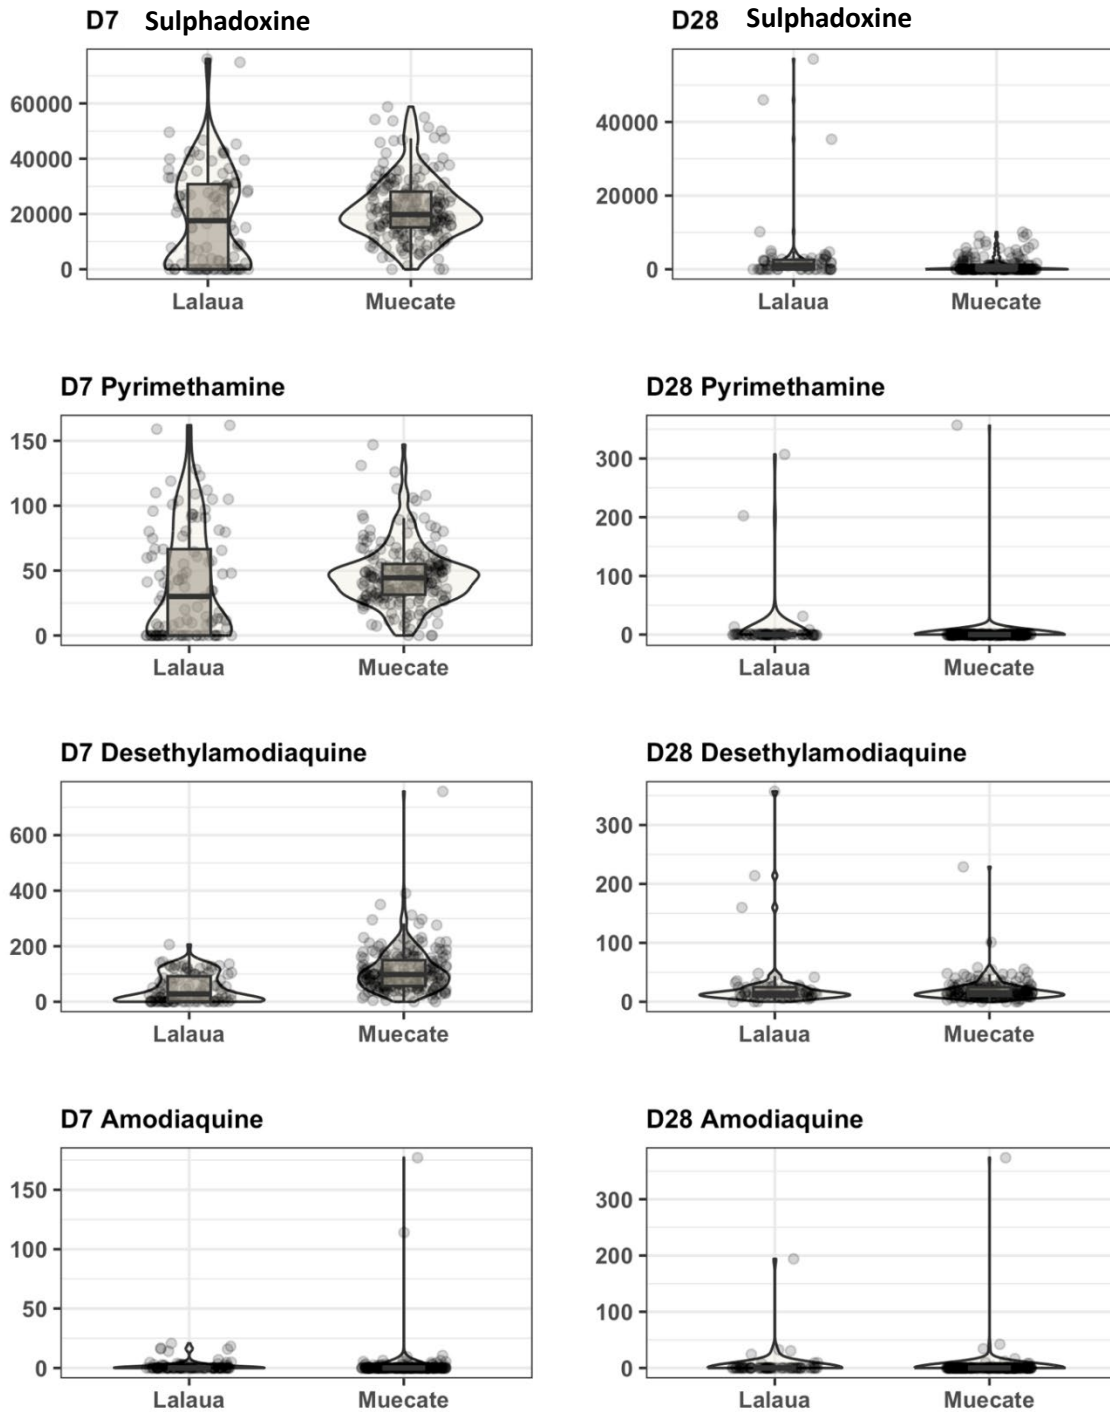 D7 Sulphadoxine
60000
40000
20000
0
Lalaua Muecate
D28 Sulphadoxine
40000
20000
0
Lalaua Muecate
D7 Pyrimethamine
150
100
50
0
Lalaua Muecate
D28 Pyrimethamine
300
200
100
0
Lalaua Muecate
D7 Desethylamodiaquine
600
400
200
0
Lalaua Muecate
D28 Desethylamodiaquine
300
200
100
0
Lalaua Muecate
D7 Amodiaquine
150
100
50
0
Lalaua Muecate
D28 Amodiaquine
300
200
100
0
Lalaua Muecate